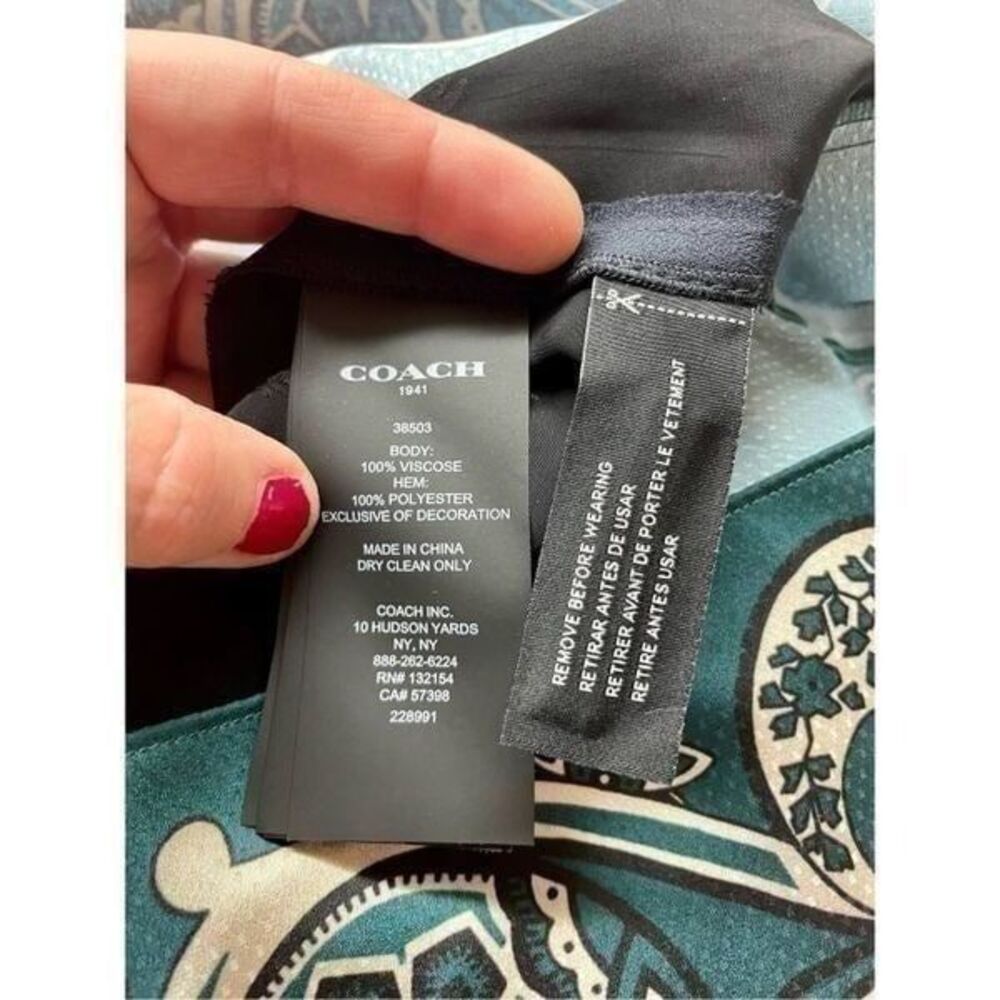 COACH
1941
38503
BODY:
100% VISCOSE
HEM:
100% POLYESTER
EXCLUSIVE OF DECORATION
MADE IN CHINA
DRY CLEAN ONLY
COACH INC.
10 HUDSON YARDS
NY, NY
888-262-6224
RN# 132154
CA# 57398
228991
REMOVE BEFORE WEARING
RETIRAR ANTES DE USAR
RETIRER AVANT DE PORTER LE VETEMENT
RETIRE ANTES USAR